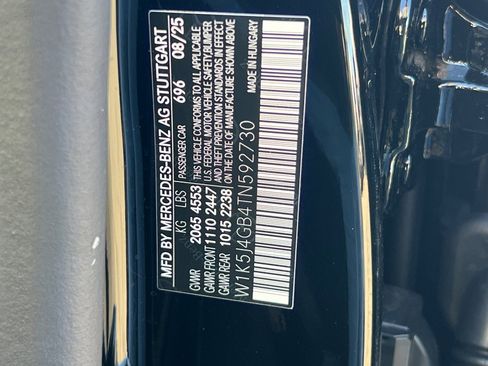 MFD BY MERCEDES-BENZ AG STUTTGART
PASSENGER CAR 696 08/25
KG LBS
GVWR 2065 4553
GAWR FRONT 1110 2447
GAWR REAR 1015 2238
THIS VEHICLE CONFORMS TO ALL APPLICABLE
U.S. FEDERAL MOTOR VEHICLE SAFETY, BUMPER
AND THEFT PREVENTION STANDARDS IN EFFECT
ON THE DATE OF MANUFACTURE SHOWN ABOVE
W1K5J4GB4TN592730
MADE IN HUNGARY